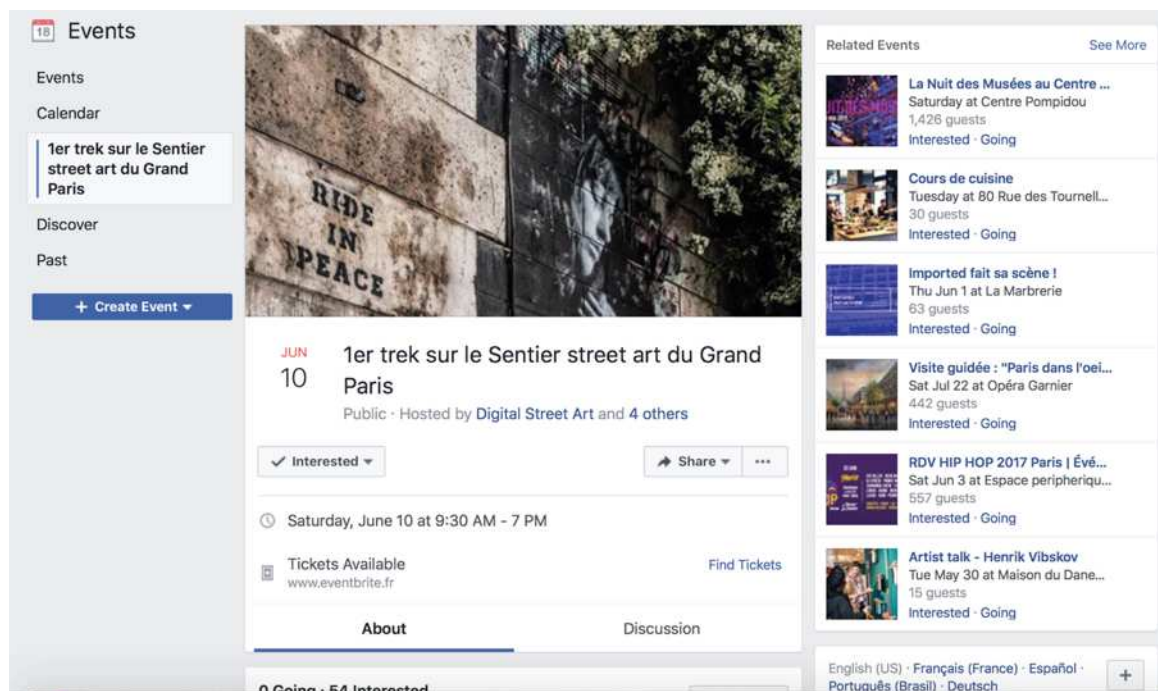 18 Events
Events
Calendar
1er trek sur le Sentier
street art du Grand
Paris
Discover
Past
+ Create Event
RIDE
IN
PEACE
JUN
10
1er trek sur le Sentier street art du Grand
Paris
Public · Hosted by Digital Street Art and 4 others
Interested
Share
Saturday, June 10 at 9:30 AM - 7 PM
Tickets Available
www.eventbrite.fr
Find Tickets
About
Discussion
0 Going · 54 Interested
Related Events
See More
La Nuit des Musées au Centre ...
Saturday at Centre Pompidou
1,426 guests
Interested · Going
Cours de cuisine
Tuesday at 80 Rue des Tournell...
30 guests
Interested · Going
Imported fait sa scène !
Thu Jun 1 at La Marbrerie
63 guests
Interested · Going
Visite guidée : "Paris dans l'oei...
Sat Jul 22 at Opéra Garnier
442 guests
Interested · Going
RDV HIP HOP 2017 Paris | Évé...
Sat Jun 3 at Espace peripheriqu...
557 guests
Interested · Going
Artist talk - Henrik Vibskov
Tue May 30 at Maison du Dane...
15 guests
Interested · Going
English (US) · Français (France) · Español ·
Português (Brasil) · Deutsch
+